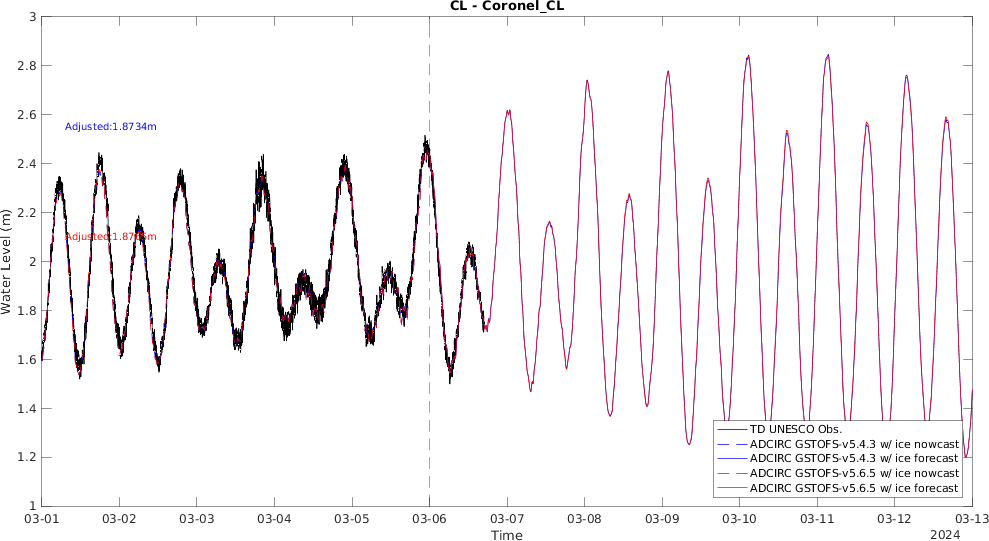 CL - Coronel_CL
3
2.8
2.6
2.4
2.2
2
1.8
1.6
1.4
1.2
1
Water Level (m)
Adjusted:1.8734m
TD UNESCO Obs.
ADCIRC GSTOFS-v5.4.3 w/ ice nowcast
ADCIRC GSTOFS-v5.4.3 w/ ice forecast
ADCIRC GSTOFS-v5.6.5 w/ ice nowcast
ADCIRC GSTOFS-v5.6.5 w/ ice forecast
03-01 03-02 03-03 03-04 03-05 03-06 03-07 03-08 03-09 03-10 03-11 03-12 03-13
Time
2024